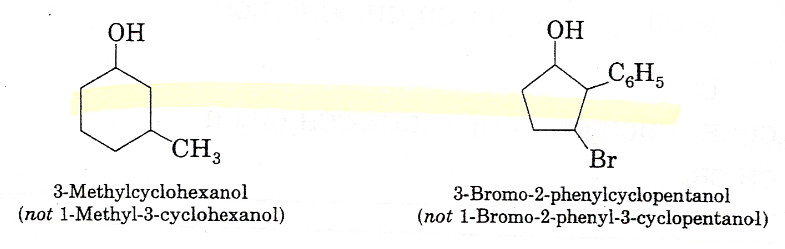 OH
CH3
3-Methylcyclohexanol
(not 1-Methyl-3-cyclohexanol)
OH
C6H5
Br
3-Bromo-2-phenylcyclopentanol
(not 1-Bromo-2-phenyl-3-cyclopentanol)